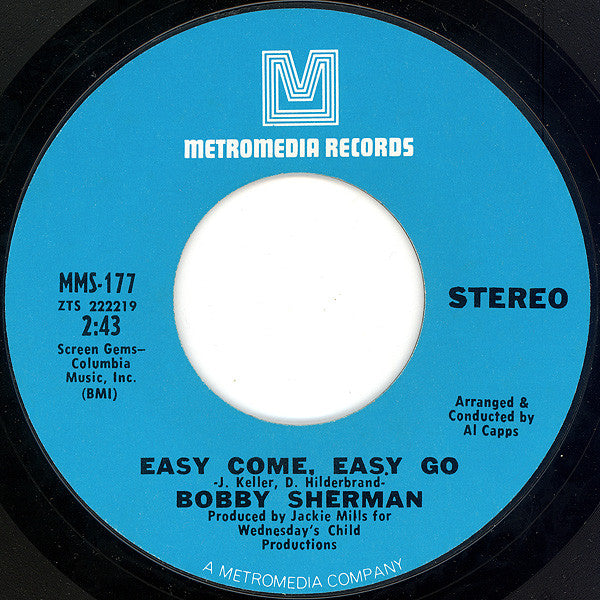 METROMEDIA RECORDS
MMS-177
ZTS 222219
2:43
Screen Gems-
Columbia
Music, Inc.
(BMI)
STEREO
Arranged &
Conducted by
Al Capps
EASY COME, EASY GO
-J. Keller, D. Hilderbrand-
BOBBY SHERMAN
Produced by Jackie Mills for
Wednesday's Child
Productions
A METROMEDIA COMPANY